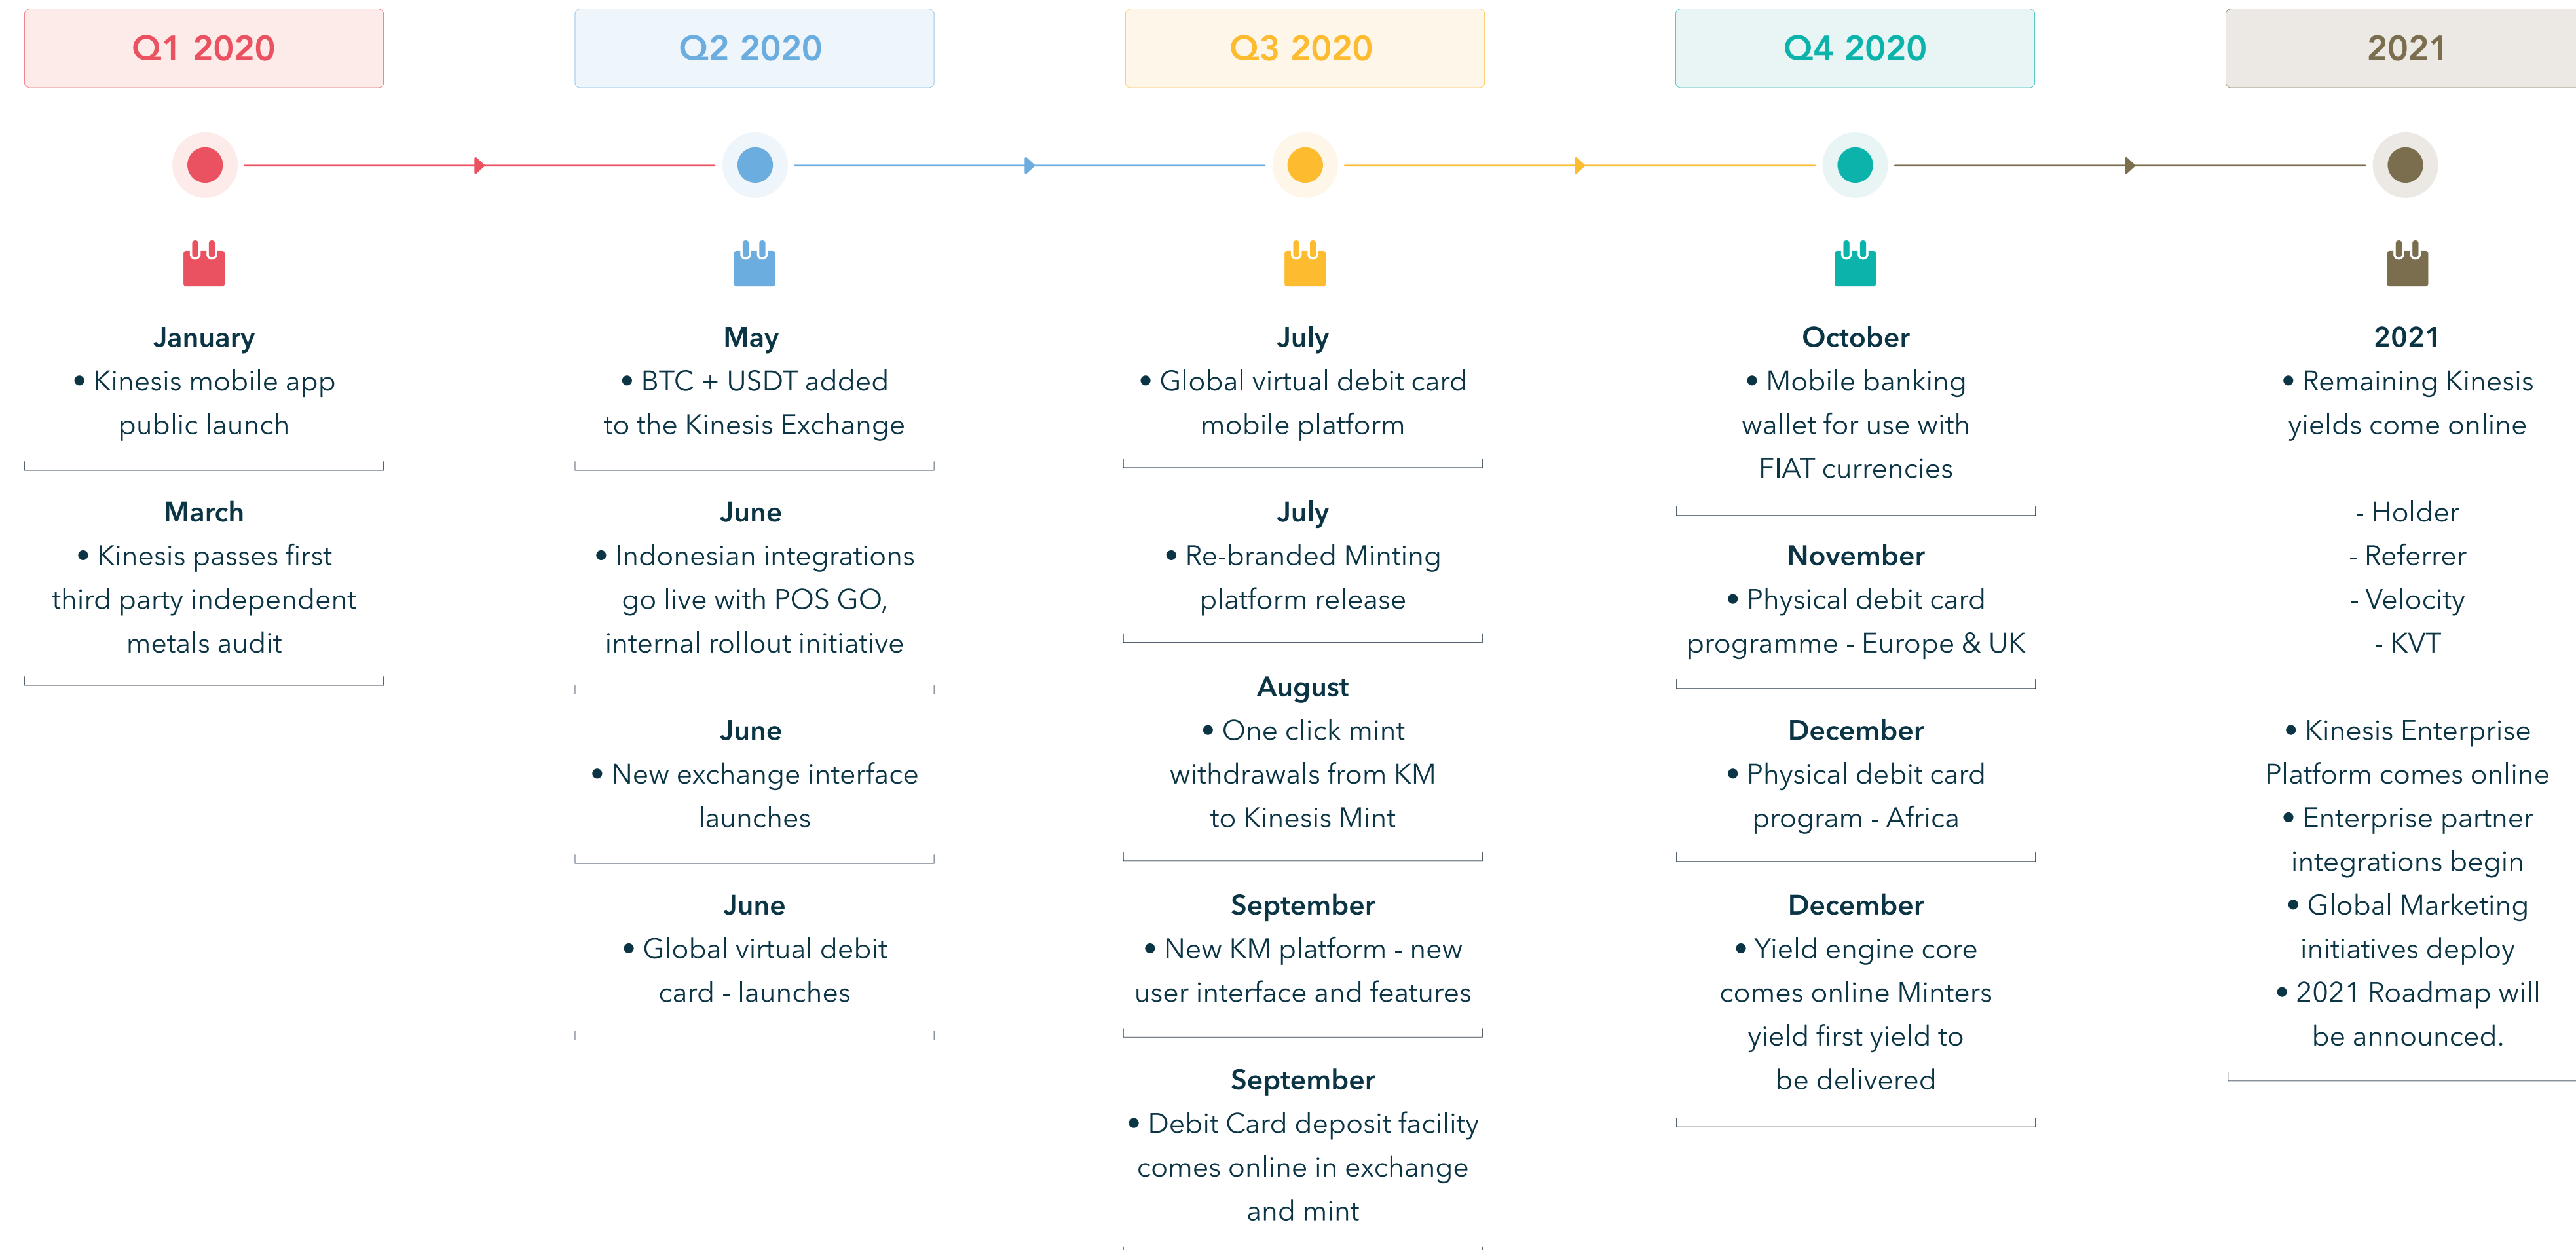 Q1 2020
January
• Kinesis mobile app
public launch
March
• Kinesis passes first
third party independent
metals audit
Q2 2020
May
• BTC + USDT added
to the Kinesis Exchange
June
• Indonesian integrations
go live with POS GO,
internal rollout initiative
June
• New exchange interface
launches
June
• Global virtual debit
card - launches
Q3 2020
July
• Global virtual debit card
mobile platform
July
• Re-branded Minting
platform release
August
• One click mint
withdrawals from KM
to Kinesis Mint
September
• New KM platform - new
user interface and features
September
• Debit Card deposit facility
comes online in exchange
and mint
Q4 2020
October
• Mobile banking
wallet for use with
FIAT currencies
November
• Physical debit card
programme - Europe & UK
December
• Physical debit card
program - Africa
December
• Yield engine core
comes online Minters
yield first yield to
be delivered
2021
2021
• Remaining Kinesis
yields come online
- Holder
- Referrer
- Velocity
- KVT
• Kinesis Enterprise
Platform comes online
• Enterprise partner
integrations begin
• Global Marketing
initiatives deploy
• 2021 Roadmap will
be announced.